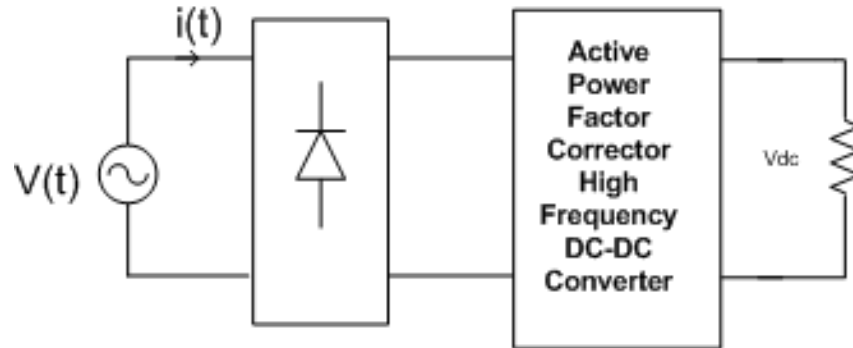 i(t)
V(t)
Active
Power
Factor
Corrector
High
Frequency
DC-DC
Converter
Vdc